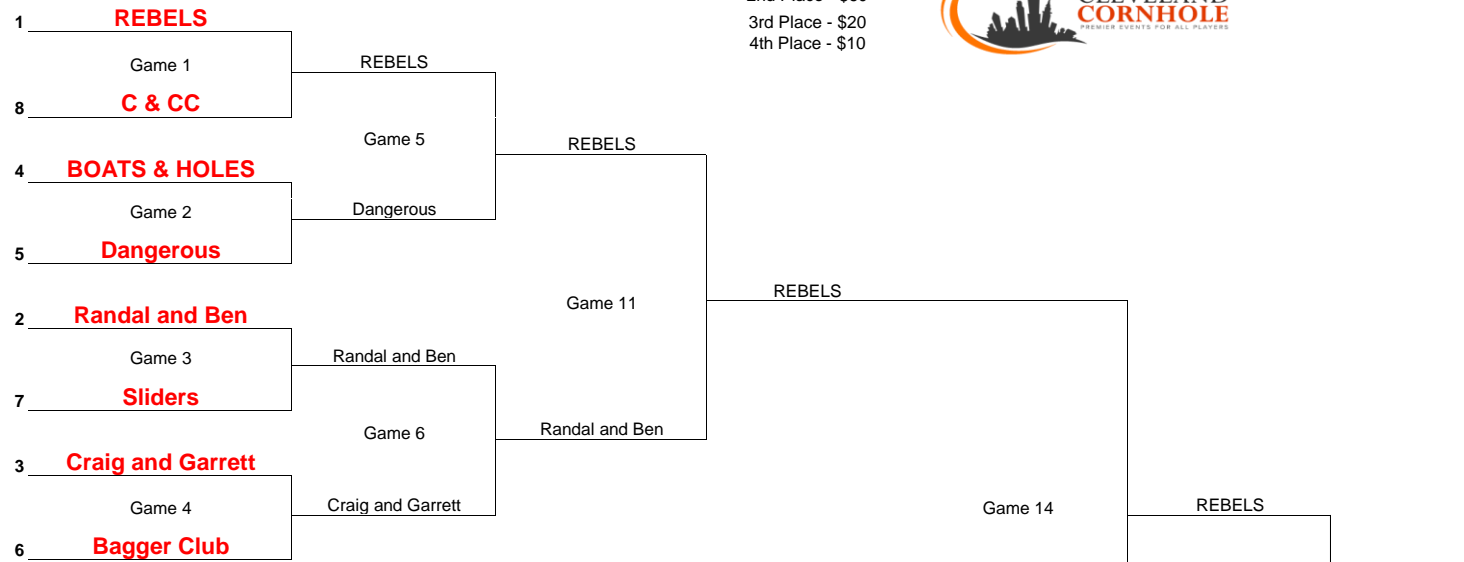 3rd Place - $20
4th Place - $10
CORNHOLE
PREMIER EVENTS FOR ALL PLAYERS
1 REBELS
Game 1
REBELS
8 C & CC
Game 5
REBELS
4 BOATS & HOLES
Game 2
Dangerous
5 Dangerous
Game 11
REBELS
2 Randal and Ben
Game 3
Randal and Ben
7 Sliders
Game 6
Randal and Ben
3 Craig and Garrett
Game 4
Craig and Garrett
Game 14
REBELS
6 Bagger Club